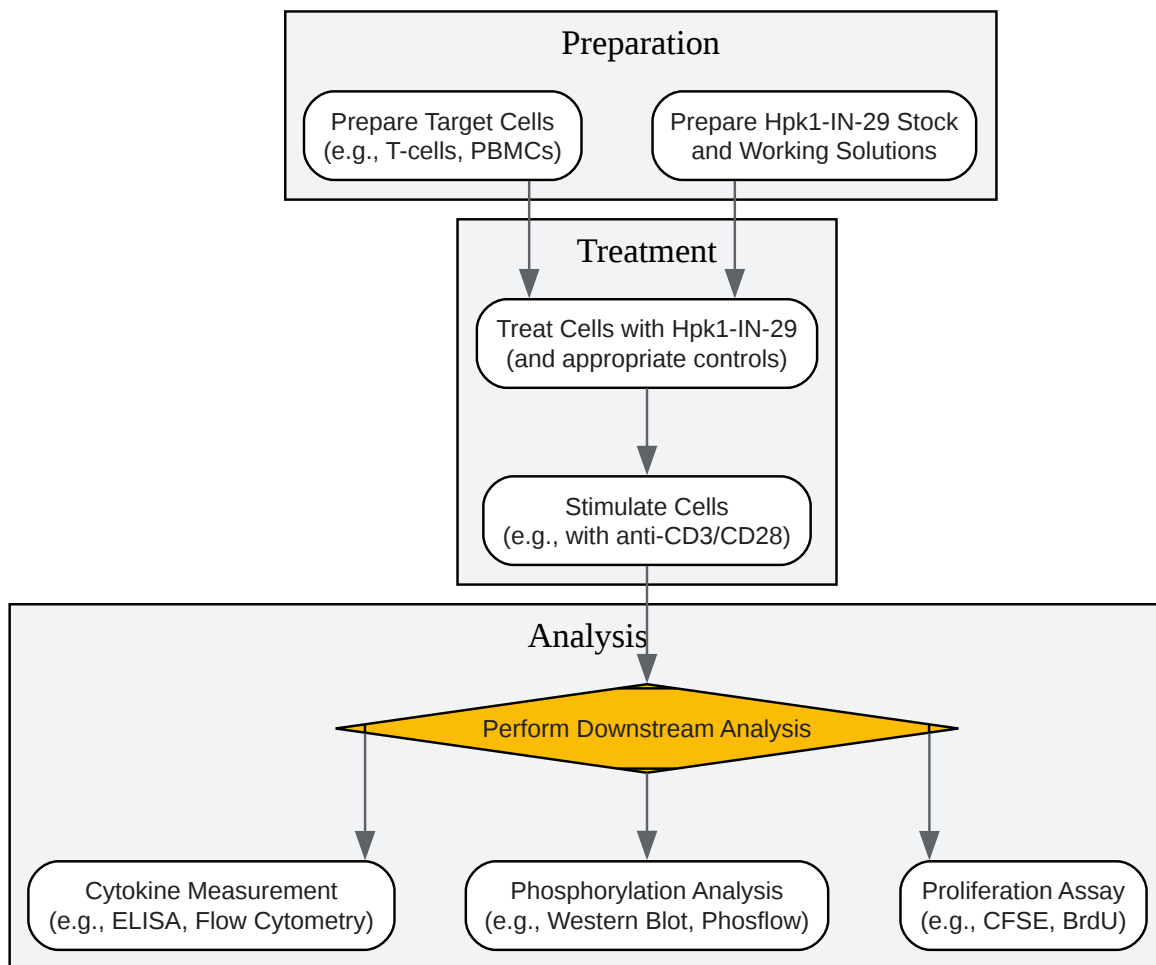 Preparation
Prepare Target Cells
(e.g., T-cells, PBMCs)
Prepare Hpk1-IN-29 Stock
and Working Solutions
Treatment
Treat Cells with Hpk1-IN-29
(and appropriate controls)
Stimulate Cells
(e.g., with anti-CD3/CD28)
Analysis
Perform Downstream Analysis
Cytokine Measurement
(e.g., ELISA, Flow Cytometry)
Phosphorylation Analysis
(e.g., Western Blot, Phosflow)
Proliferation Assay
(e.g., CFSE, BrdU)